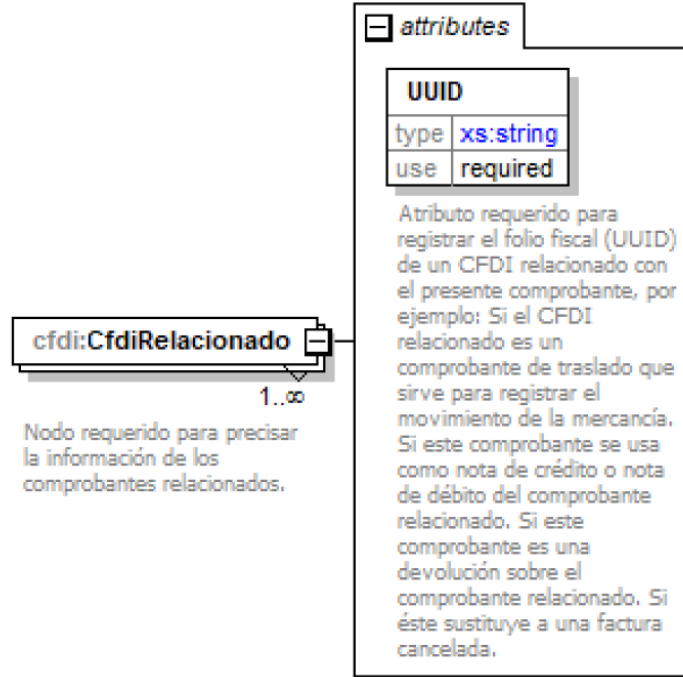 attributes
UUID
type xs:string
use required
Atributo requerido para
registrar el folio fiscal (UUID)
de un CFDI relacionado con
el presente comprobante, por
ejemplo: Si el CFDI
relacionado es un
comprobante de traslado que
sirve para registrar el
movimiento de la mercancía.
Si este comprobante se usa
como nota de crédito o nota
de débito del comprobante
relacionado. Si este
comprobante es una
devolución sobre el
comprobante relacionado. Si
éste sustituye a una factura
cancelada.
cfdi:CfdiRelacionado
1..∞
Nodo requerido para precisar
la información de los
comprobantes relacionados.